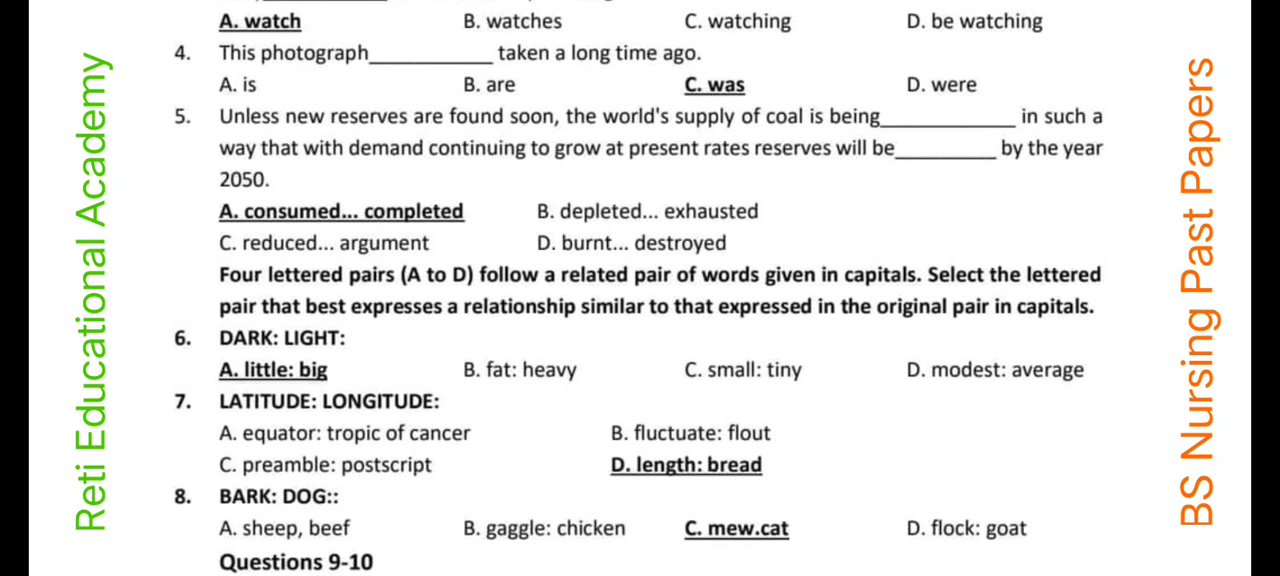 A. watch B. watches C. watching D. be watching
4. This photograph____________ taken a long time ago.
A. is B. are C. was D. were
5. Unless new reserves are found soon, the world's supply of coal is being_____________ in such a
way that with demand continuing to grow at present rates reserves will be__________ by the year
2050.
A. consumed... completed B. depleted... exhausted
C. reduced... argument D. burnt... destroyed
Four lettered pairs (A to D) follow a related pair of words given in capitals. Select the lettered
pair that best expresses a relationship similar to that expressed in the original pair in capitals.
6. DARK: LIGHT:
A. little: big B. fat: heavy C. small: tiny D. modest: average
7. LATITUDE: LONGITUDE:
A. equator: tropic of cancer B. fluctuate: flout
C. preamble: postscript D. length: bread
8. BARK: DOG::
A. sheep, beef B. gaggle: chicken C. mew.cat D. flock: goat
Questions 9-10
Reti Educational Academy
BS Nursing Past Papers